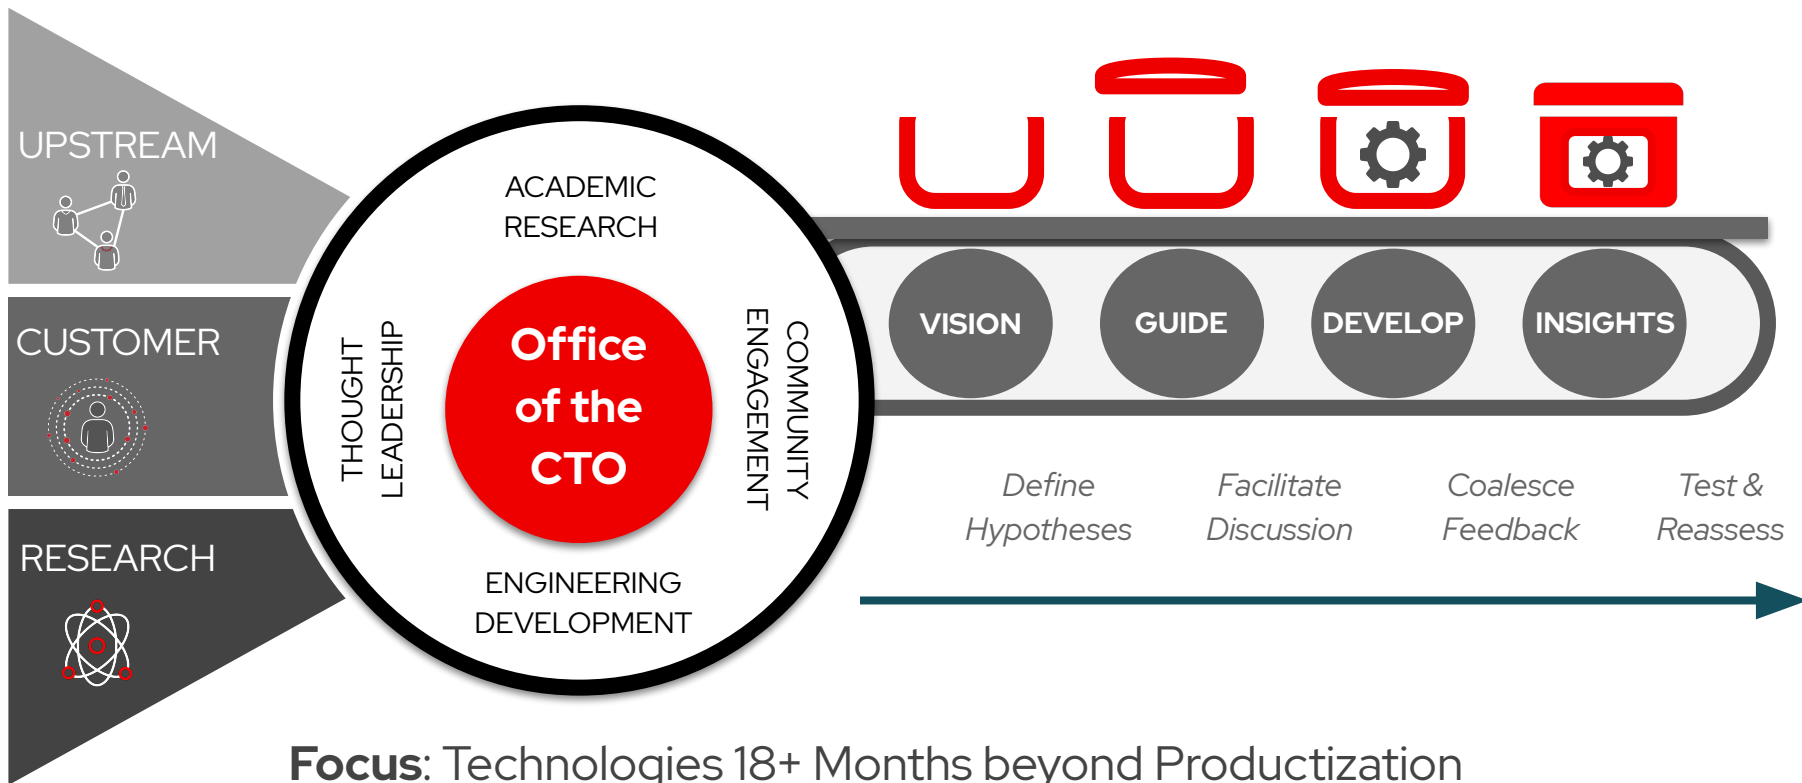 UPSTREAM
CUSTOMER
RESEARCH
ACADEMIC
RESEARCH
THOUGHT
LEADERSHIP
Office
of the
CTO
COMMUNITY
ENGAGEMENT
ENGINEERING
DEVELOPMENT
VISION
GUIDE
DEVELOP
INSIGHTS
Define
Hypotheses
Facilitate
Discussion
Coalesce
Feedback
Test &
Reassess
Focus: Technologies 18+ Months beyond Productization